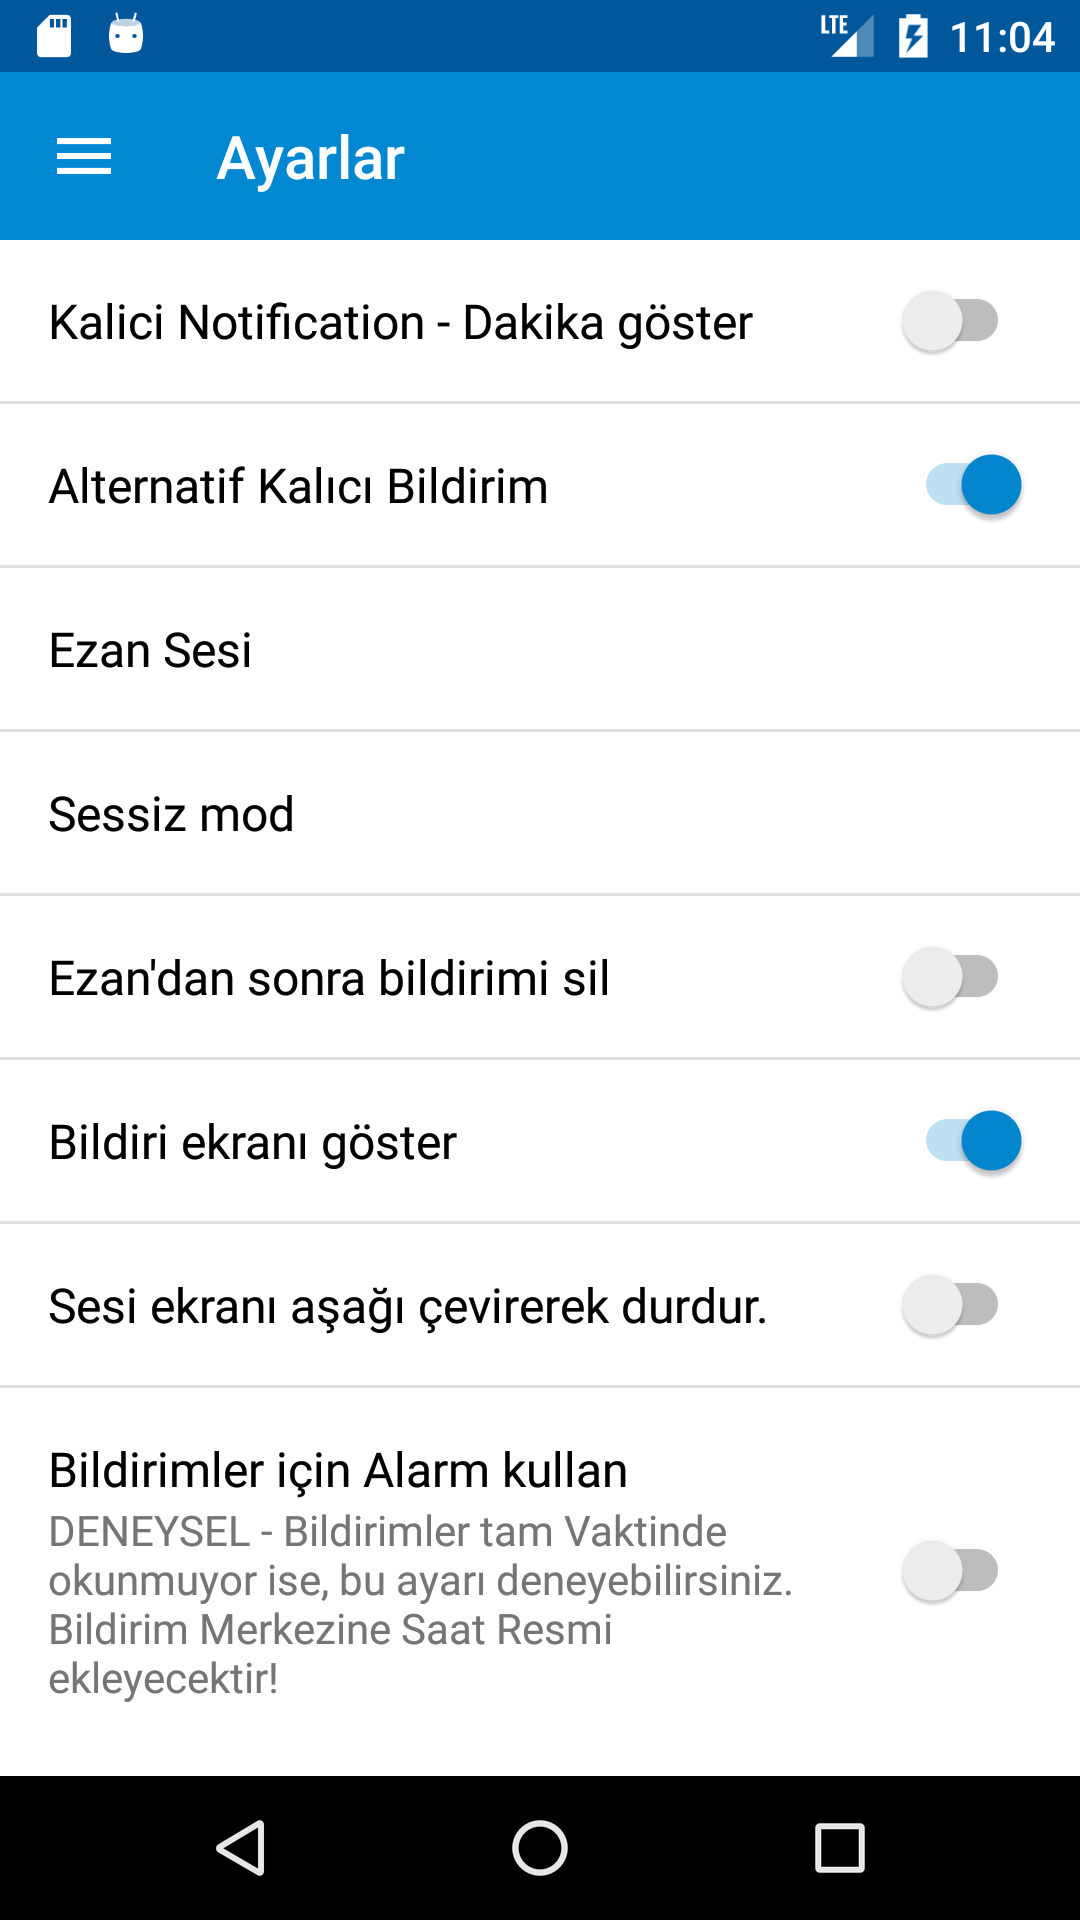 LTE 11:04
Ayarlar
Kalici Notification - Dakika göster
Alternatif Kalıcı Bildirim
Ezan Sesi
Sessiz mod
Ezan'dan sonra bildirimi sil
Bildiri ekranı göster
Sesi ekranı aşağı çevirerek durdur.
Bildirimler için Alarm kullan
DENEYSEL - Bildirimler tam Vaktinde
okunmuyor ise, bu ayarı deneyebilirsiniz.
Bildirim Merkezine Saat Resmi
ekleyecektir!